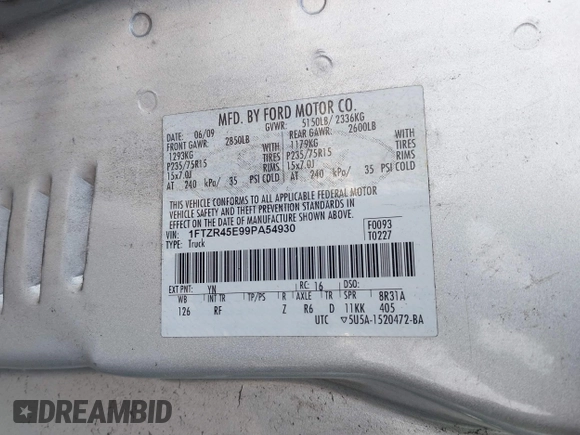 MFD. BY FORD MOTOR CO.
DATE: 06/09 GVWR: 5150LB/ 2336KG
FRONT GAWR: 2850LB REAR GAWR: 2600LB
1293KG WITH 1179KG WITH
P235/75R15 TIRES P235/75R15 TIRES
15x7.0J RIMS 15x7.0J RIMS
AT 240 kPa/ 35 PSI COLD AT 240 kPa/ 35 PSI COLD
THIS VEHICLE CONFORMS TO ALL APPLICABLE FEDERAL MOTOR
VEHICLE SAFETY AND THEFT PREVENTION STANDARDS IN
EFFECT ON THE DATE OF MANUFACTURE SHOWN ABOVE.
VIN: 1FTZR45E99PA54930 F0093
TYPE: Truck T0227
EXT PNT: YN RC: 16 DSO:
WB INT TR TP/PS R AXLE TR SPR 8R31A
126 RF Z R6 D 11KK 405
UTC ▽5U5A-1520472-BA
DREAMBID